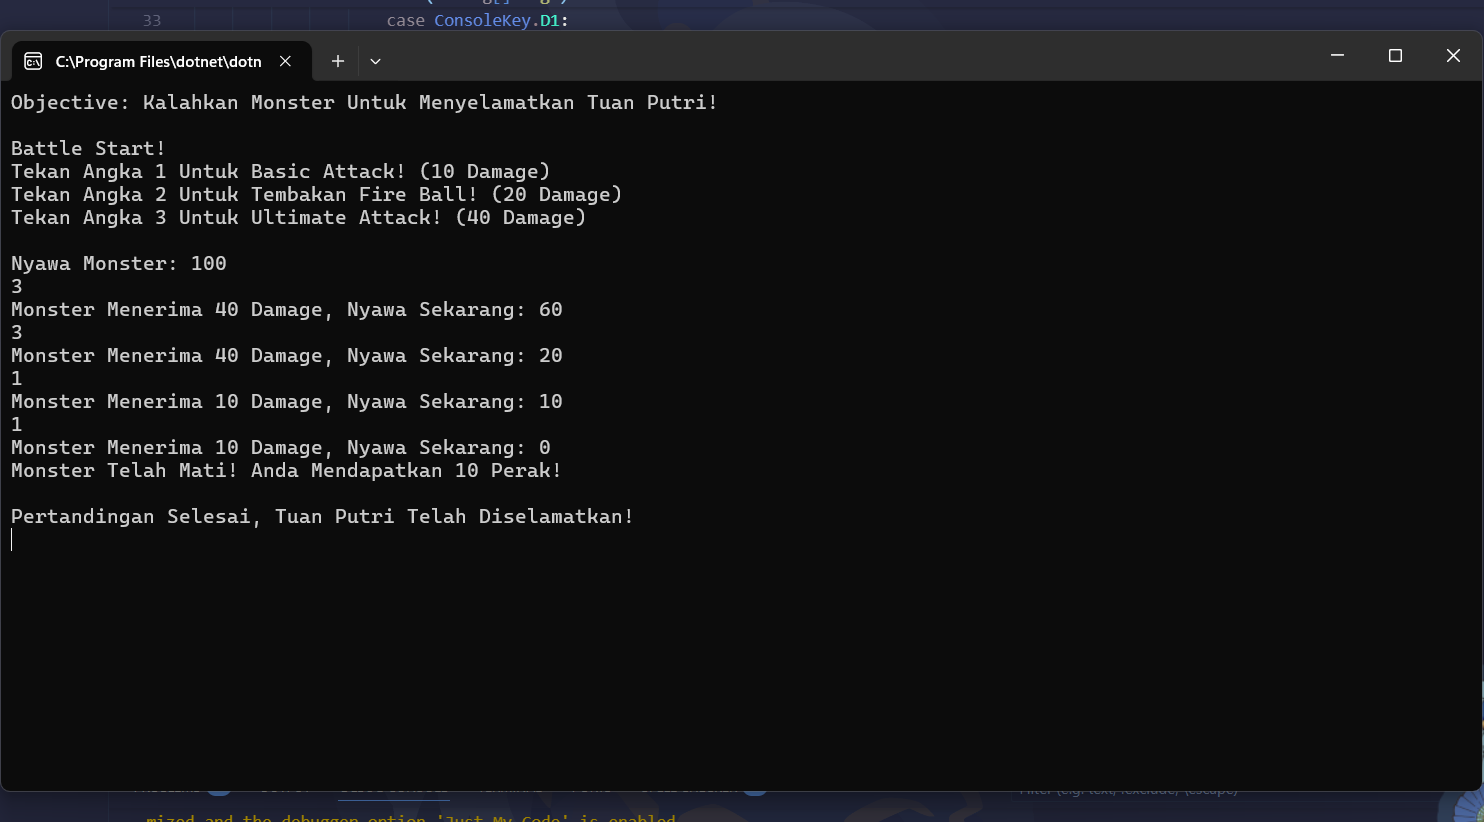 33 case ConsoleKey.D1:
C:\Program Files\dotnet\dotn
Objective: Kalahkan Monster Untuk Menyelamatkan Tuan Putri!
Battle Start!
Tekan Angka 1 Untuk Basic Attack! (10 Damage)
Tekan Angka 2 Untuk Tembakan Fire Ball! (20 Damage)
Tekan Angka 3 Untuk Ultimate Attack! (40 Damage)
Nyawa Monster: 100
3
Monster Menerima 40 Damage, Nyawa Sekarang: 60
3
Monster Menerima 40 Damage, Nyawa Sekarang: 20
1
Monster Menerima 10 Damage, Nyawa Sekarang: 10
1
Monster Menerima 10 Damage, Nyawa Sekarang: 0
Monster Telah Mati! Anda Mendapatkan 10 Perak!
Pertandingan Selesai, Tuan Putri Telah Diselamatkan!
mized and the debugger option 'Just My Code' is enabled.